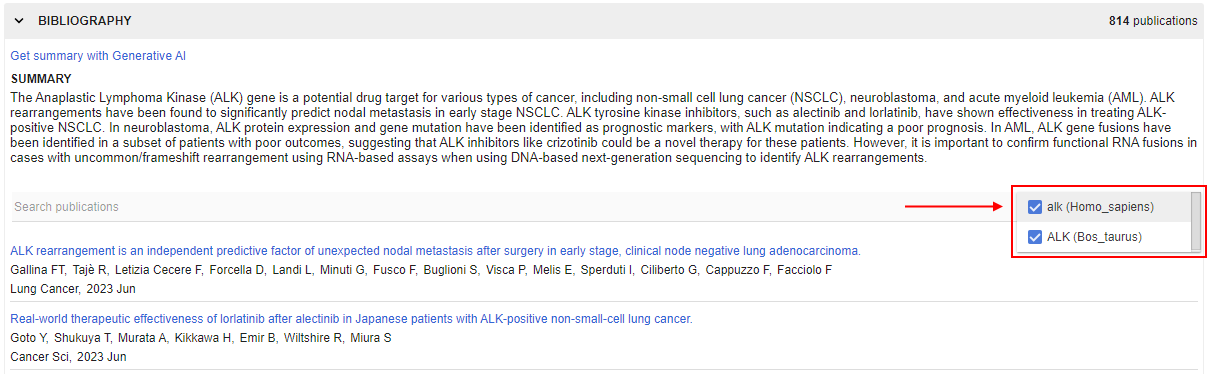 BIBLIOGRAPHY 814 publications
Get summary with Generative AI
SUMMARY
The Anaplastic Lymphoma Kinase (ALK) gene is a potential drug target for various types of cancer, including non-small cell lung cancer (NSCLC), neuroblastoma, and acute myeloid leukemia (AML). ALK
rearrangements have been found to significantly predict nodal metastasis in early stage NSCLC. ALK tyrosine kinase inhibitors, such as alectinib and lorlatinib, have shown effectiveness in treating ALK-
positive NSCLC. In neuroblastoma, ALK protein expression and gene mutation have been identified as prognostic markers, with ALK mutation indicating a poor prognosis. In AML, ALK gene fusions have
been identified in a subset of patients with poor outcomes, suggesting that ALK inhibitors like crizotinib could be a novel therapy for these patients. However, it is important to confirm functional RNA fusions in
cases with uncommon/frameshift rearrangement using RNA-based assays when using DNA-based next-generation sequencing to identify ALK rearrangements.
Search publications
alk (Homo_sapiens)
ALK (Bos_taurus)
ALK rearrangement is an independent predictive factor of unexpected nodal metastasis after surgery in early stage, clinical node negative lung adenocarcinoma.
Gallina FT, Tajè R, Letizia Cecere F, Forcella D, Landi L, Minuti G, Fusco F, Buglioni S, Visca P, Melis E, Sperduti I, Ciliberto G, Cappuzzo F, Facciolo F
Lung Cancer, 2023 Jun
Real-world therapeutic effectiveness of lorlatinib after alectinib in Japanese patients with ALK-positive non-small-cell lung cancer.
Goto Y, Shukuya T, Murata A, Kikkawa H, Emir B, Wiltshire R, Miura S
Cancer Sci, 2023 Jun